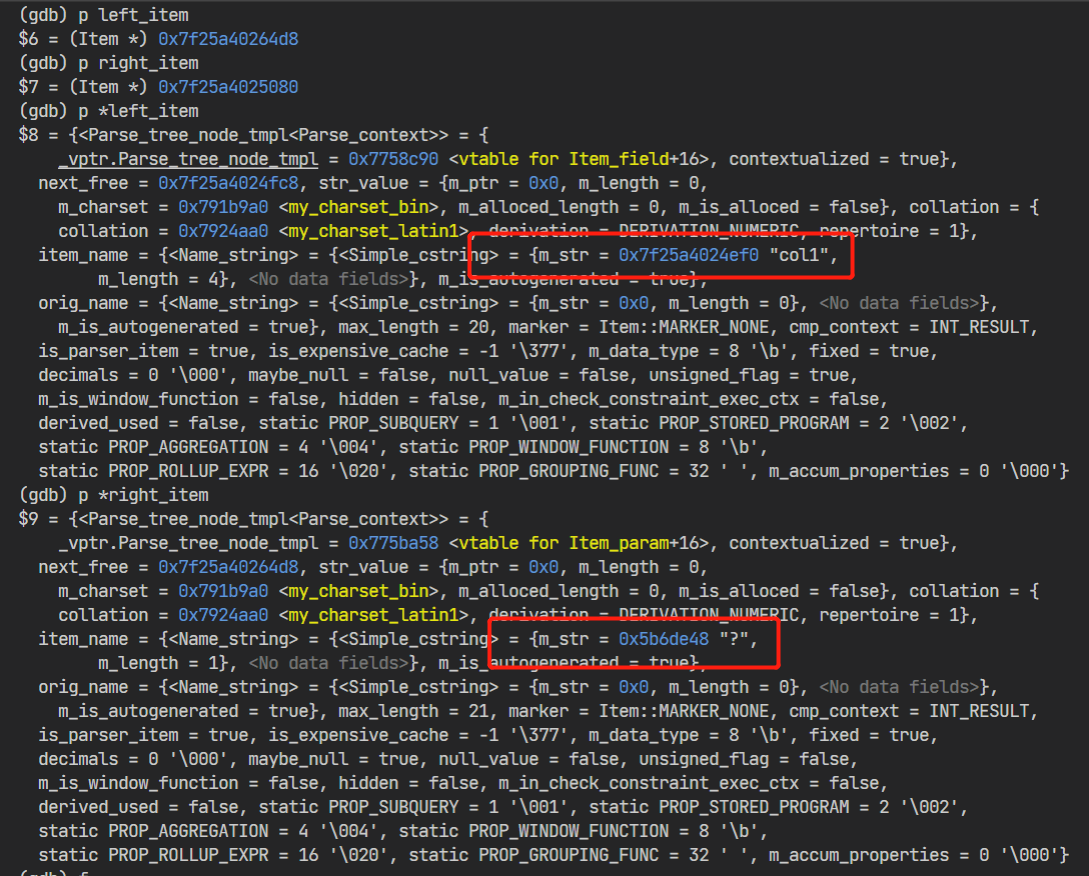 (gdb) p left_item
$6 = (Item *) 0x7f25a40264d8
(gdb) p right_item
$7 = (Item *) 0x7f25a4025080
(gdb) p *left_item
$8 = {<Parse_tree_node_tmpl<Parse_context>> = {
_vptr.Parse_tree_node_tmpl = 0x7758c90 <vtable for Item_field+16>, contextualized = true},
next_free = 0x7f25a4024fc8, str_value = {m_ptr = 0x0, m_length = 0,
m_charset = 0x791b9a0 <my_charset_bin>, m_alloced_length = 0, m_is_alloced = false}, collation = {
collation = 0x7924aa0 <my_charset_latin1>, derivation = DERIVATION_NUMERIC, repertoire = 1},
item_name = {<Name_string> = {<Simple_cstring> = {m_str = 0x7f25a4024ef0 "col1",
m_length = 4}, <No data fields>}, m_is_autogenerated = true},
orig_name = {<Name_string> = {<Simple_cstring> = {m_str = 0x0, m_length = 0}, <No data fields>},
m_is_autogenerated = true}, max_length = 20, marker = Item::MARKER_NONE, cmp_context = INT_RESULT,
is_parser_item = true, is_expensive_cache = -1 '\377', m_data_type = 8 '\b', fixed = true,
decimals = 0 '\000', maybe_null = false, null_value = false, unsigned_flag = true,
m_is_window_function = false, hidden = false, m_in_check_constraint_exec_ctx = false,
derived_used = false, static PROP_SUBQUERY = 1 '\001', static PROP_STORED_PROGRAM = 2 '\002',
static PROP_AGGREGATION = 4 '\004', static PROP_WINDOW_FUNCTION = 8 '\b',
static PROP_ROLLUP_EXPR = 16 '\020', static PROP_GROUPING_FUNC = 32 ' ', m_accum_properties = 0 '\000'}
(gdb) p *right_item
$9 = {<Parse_tree_node_tmpl<Parse_context>> = {
_vptr.Parse_tree_node_tmpl = 0x775ba58 <vtable for Item_param+16>, contextualized = true},
next_free = 0x7f25a40264d8, str_value = {m_ptr = 0x0, m_length = 0,
m_charset = 0x791b9a0 <my_charset_bin>, m_alloced_length = 0, m_is_alloced = false}, collation = {
collation = 0x7924aa0 <my_charset_latin1>, derivation = DERIVATION_NUMERIC, repertoire = 1},
item_name = {<Name_string> = {<Simple_cstring> = {m_str = 0x5b6de48 "?",
m_length = 1}, <No data fields>}, m_is_autogenerated = true},
orig_name = {<Name_string> = {<Simple_cstring> = {m_str = 0x0, m_length = 0}, <No data fields>},
m_is_autogenerated = true}, max_length = 21, marker = Item::MARKER_NONE, cmp_context = INT_RESULT,
is_parser_item = true, is_expensive_cache = -1 '\377', m_data_type = 8 '\b', fixed = true,
decimals = 0 '\000', maybe_null = true, null_value = false, unsigned_flag = false,
m_is_window_function = false, hidden = false, m_in_check_constraint_exec_ctx = false,
derived_used = false, static PROP_SUBQUERY = 1 '\001', static PROP_STORED_PROGRAM = 2 '\002',
static PROP_AGGREGATION = 4 '\004', static PROP_WINDOW_FUNCTION = 8 '\b',
static PROP_ROLLUP_EXPR = 16 '\020', static PROP_GROUPING_FUNC = 32 ' ', m_accum_properties = 0 '\000'}